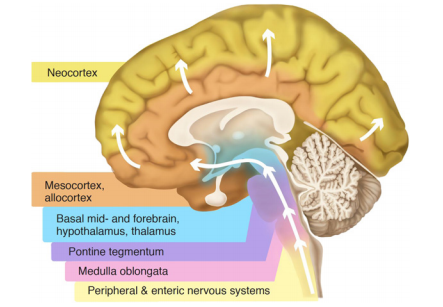 Neocortex
Mesocortex,
allocortex
Basal mid- and forebrain,
hypothalamus, thalamus
Pontine tegmentum
Medulla oblongata
Peripheral & enteric nervous systems